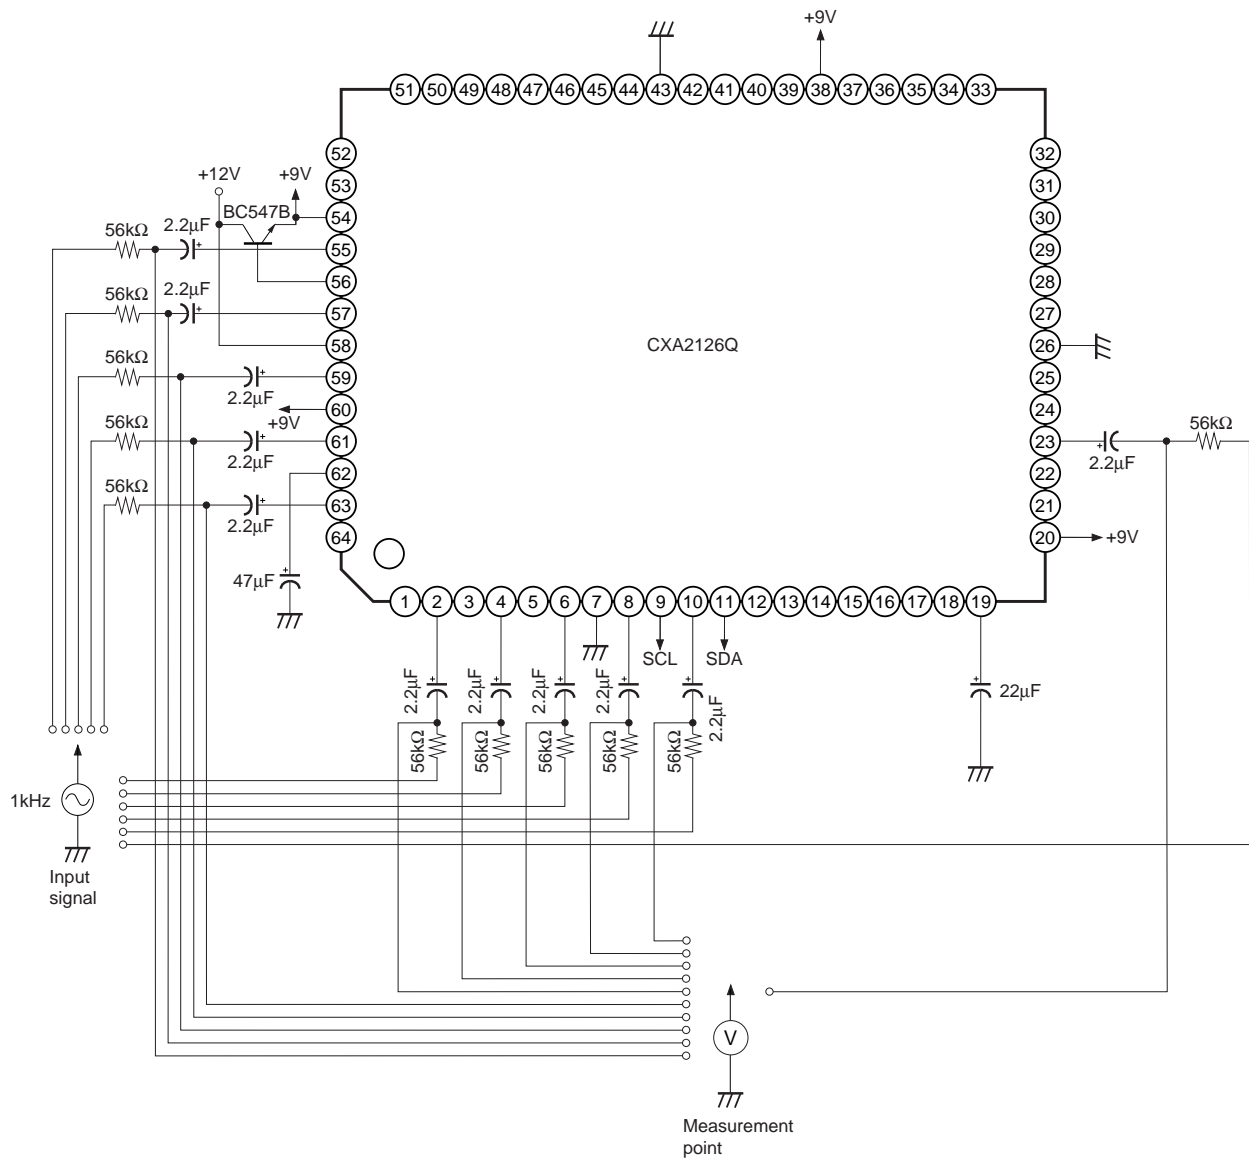 +9V
51 50 49 48 47 46 45 44 43 42 41 40 39 38 37 36 35 34 33
52
32
+12V
+9V
53
31
BC547B
54
30
56kΩ
2.2μF
+
55
29
56
28
56kΩ
2.2μF
+
57
27
58
CXA2126Q
26
56kΩ
2.2μF
+
59
25
+9V
60
24
56kΩ
2.2μF
+
61
23
+
2.2μF
56kΩ
62
22
56kΩ
2.2μF
+
63
21
64
20
+9V
47μF
+
1 2 3 4 5 6 7 8 9 10 11 12 13 14 15 16 17 18 19
SCL
SDA
2.2μF
+
2.2μF
+
2.2μF
+
2.2μF
+
2.2μF
+
+
22μF
56kΩ
56kΩ
56kΩ
56kΩ
56kΩ
1kHz
Input
signal
V
Measurement
point